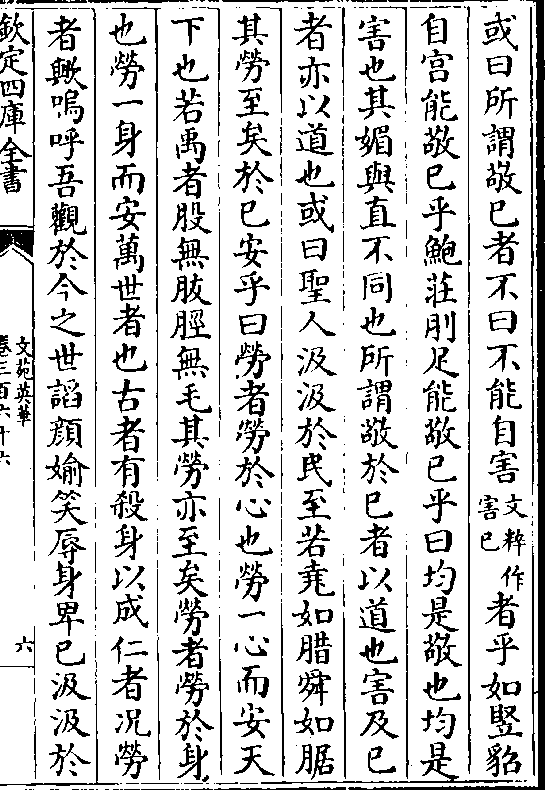 或曰所謂敬已者不曰不能自害文粹作害已者乎如豎貂
自宫能敬已乎鮑莊刖足能敬已乎曰均是敬也均是
害也其媚與直不同也所謂敬於已者以道也害及已
者亦以道也或曰聖人汲汲於民至若堯如腊舜如腒
其勞至矣於已安乎曰勞者勞於心也勞一心而安天
下也若禹者股無胈脛無毛其勞亦至矣勞者勞於身
也勞一身而安萬世者也古者有殺身以成仁者况勞
者歟嗚呼吾觀於今之世謟顔媮笑辱身卑已汲汲於
欽定四庫全書
文苑英華
卷三百六十六
六